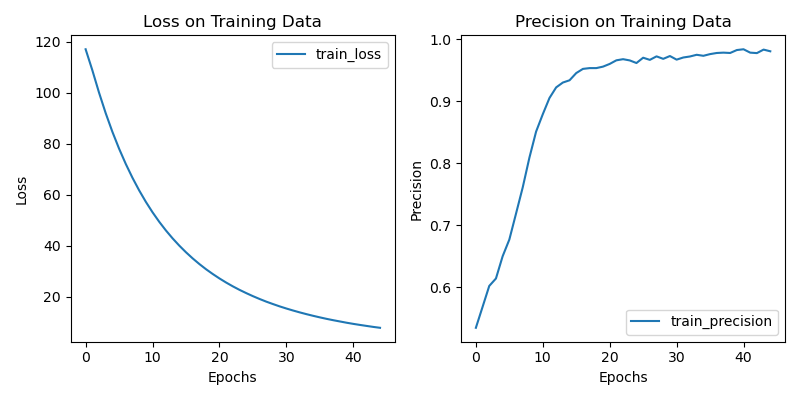 Loss on Training Data
train_loss
120
100
80
60
40
20
Loss
0 10 20 30 40
Epochs
Precision on Training Data
1.0
0.9
0.8
0.7
0.6
Precision
train_precision
0 10 20 30 40
Epochs